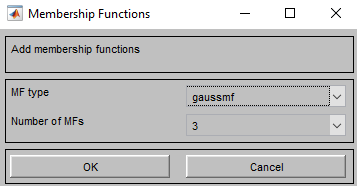 Membership Functions
Add membership functions
MF type
gaussmf
Number of MFs
3
OK
Cancel